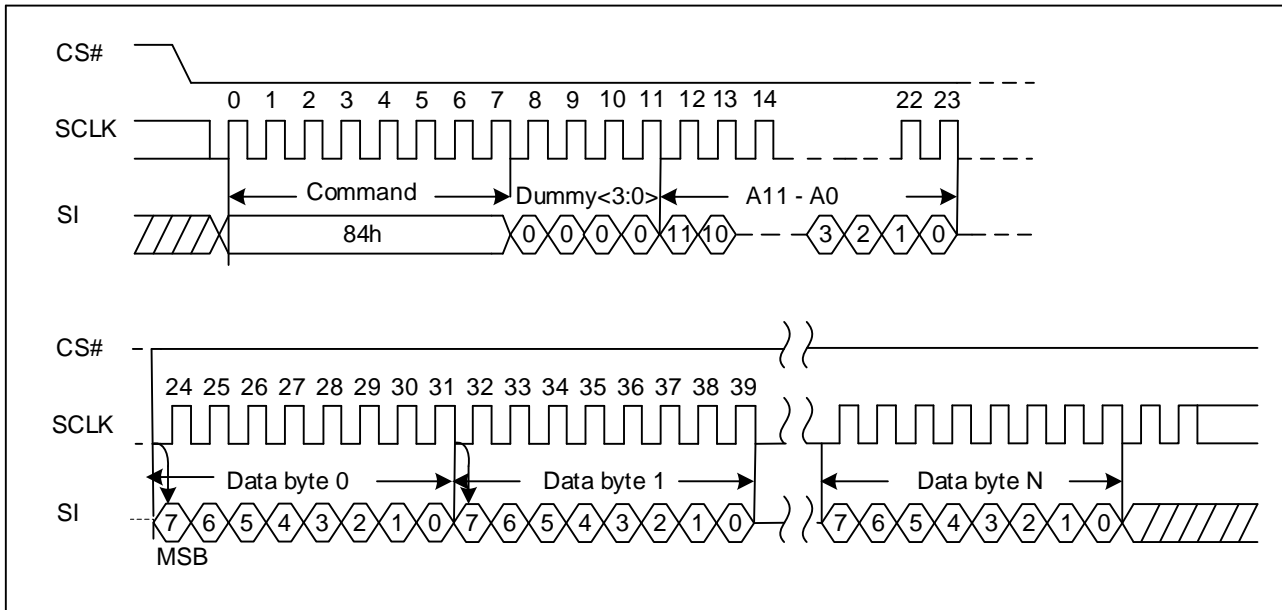 CS#
0 1 2 3 4 5 6 7 8 9 10 11 12 13 14 22 23
SCLK
Command Dummy<3:0> A11 - A0
SI
84h 0 0 0 0 11 10 3 2 1 0
CS#
24 25 26 27 28 29 30 31 32 33 34 35 36 37 38 39
SCLK
Data byte 0 Data byte 1 Data byte N
SI
7 6 5 4 3 2 1 0 7 6 5 4 3 2 1 0 7 6 5 4 3 2 1 0
MSB